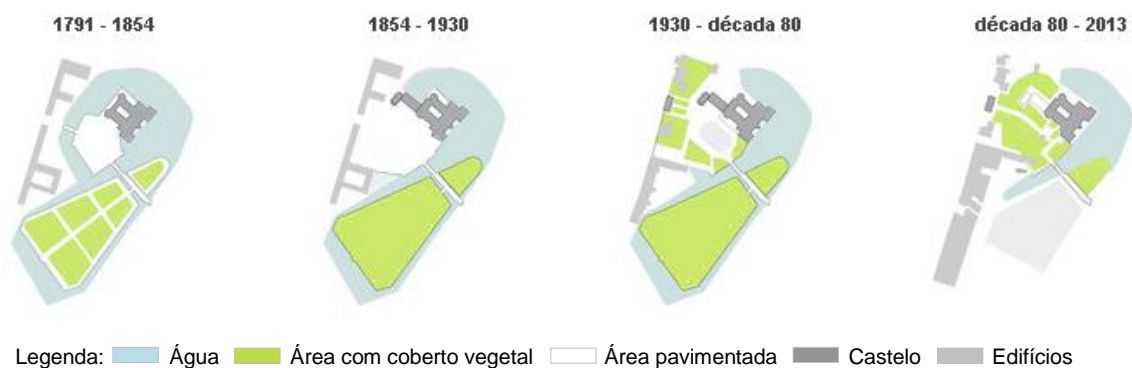 1791 - 1854
1854 - 1930
1930 - década 80
década 80 - 2013
Legenda: Água Área com coberto vegetal Área pavimentada Castelo Edifícios